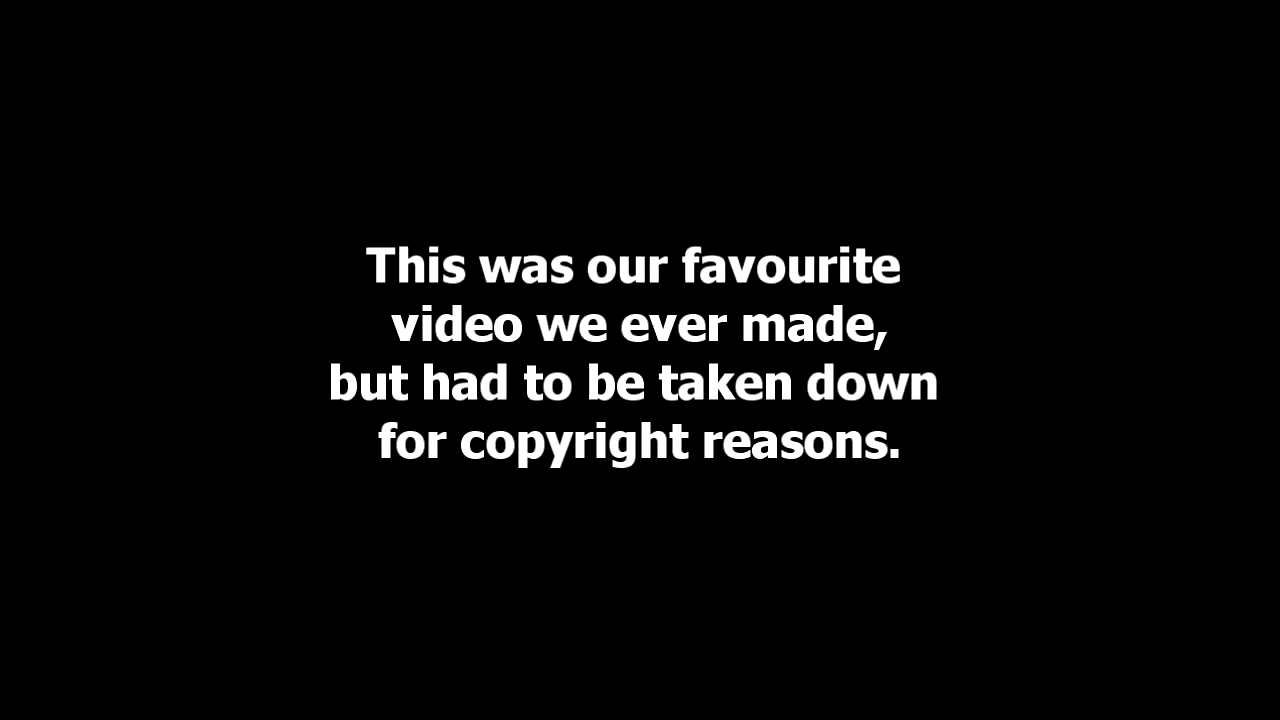 This was our favourite
video we ever made,
but had to be taken down
for copyright reasons.